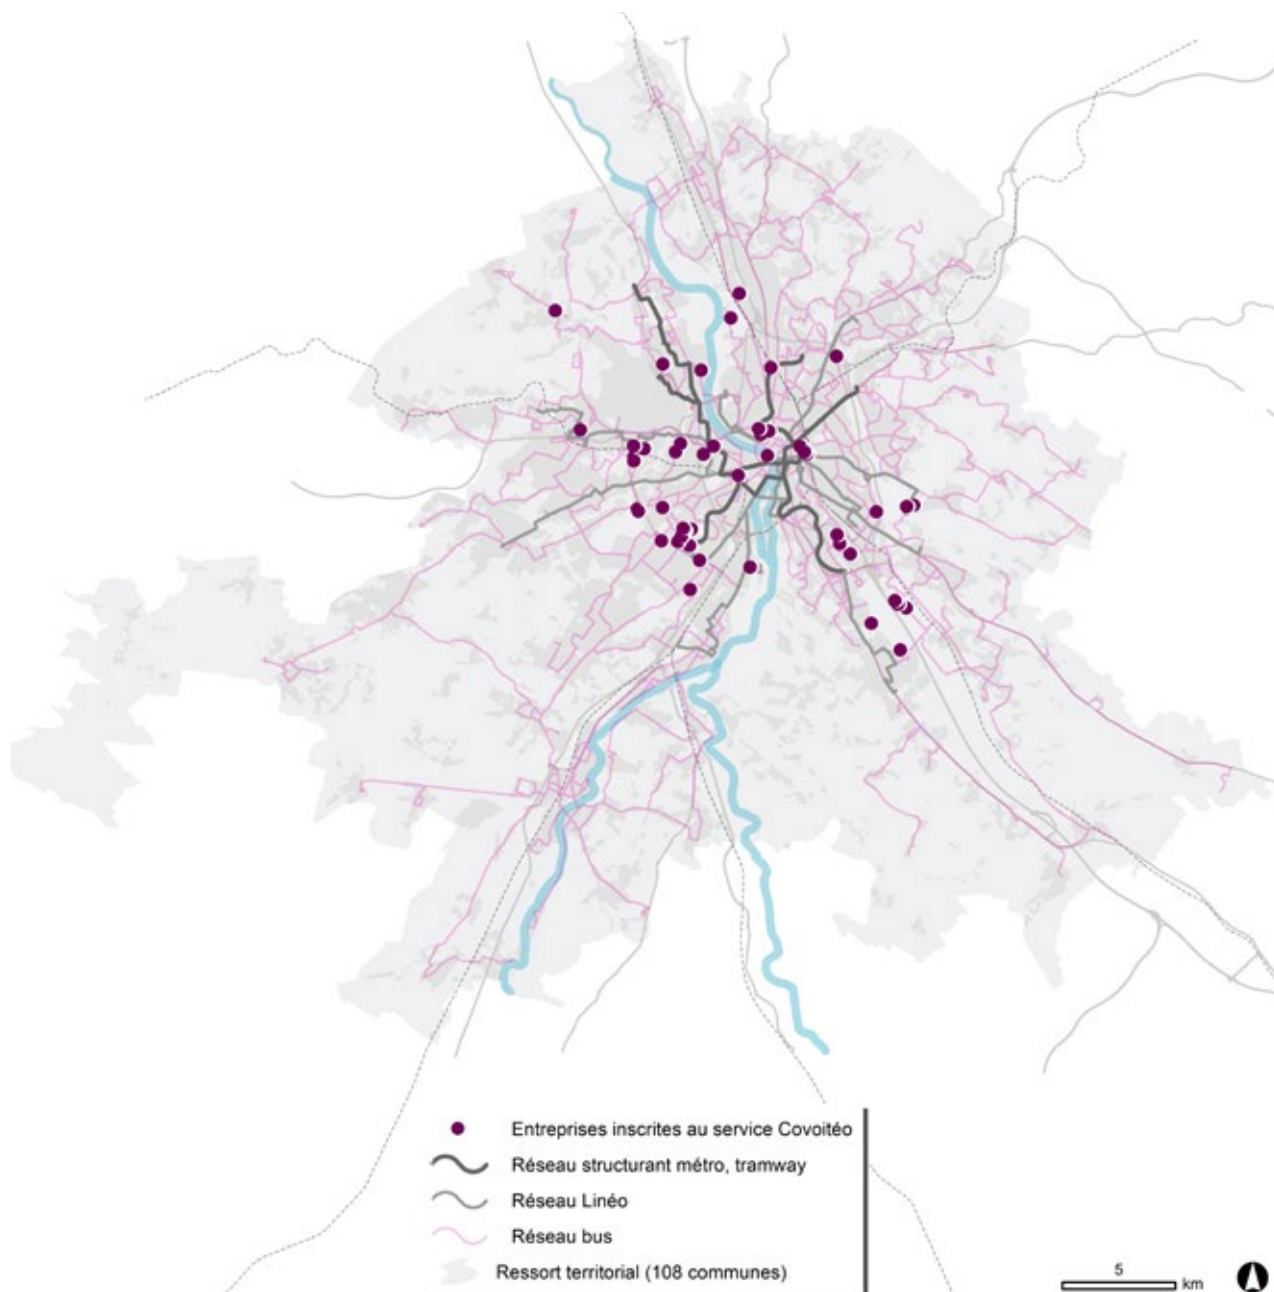 Entreprises inscrites au service Covoitéo
Réseau structurant métro, tramway
Réseau Linéo
Réseau bus
Ressort territorial (108 communes)
5
km